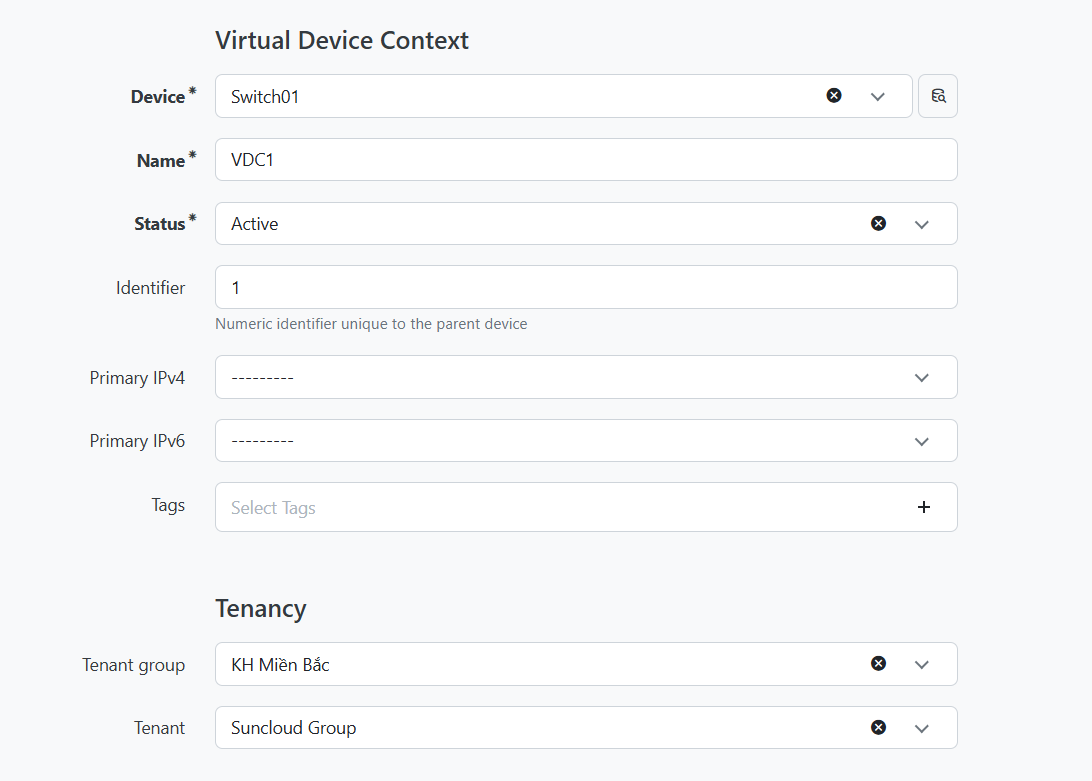 Virtual Device Context
Device * Switch01
Name * VDC1
Status * Active
Identifier 1
Numeric identifier unique to the parent device
Primary IPv4 ---------
Primary IPv6 ---------
Tags Select Tags +
Tenancy
Tenant group KH Miền Bắc
Tenant Suncloud Group